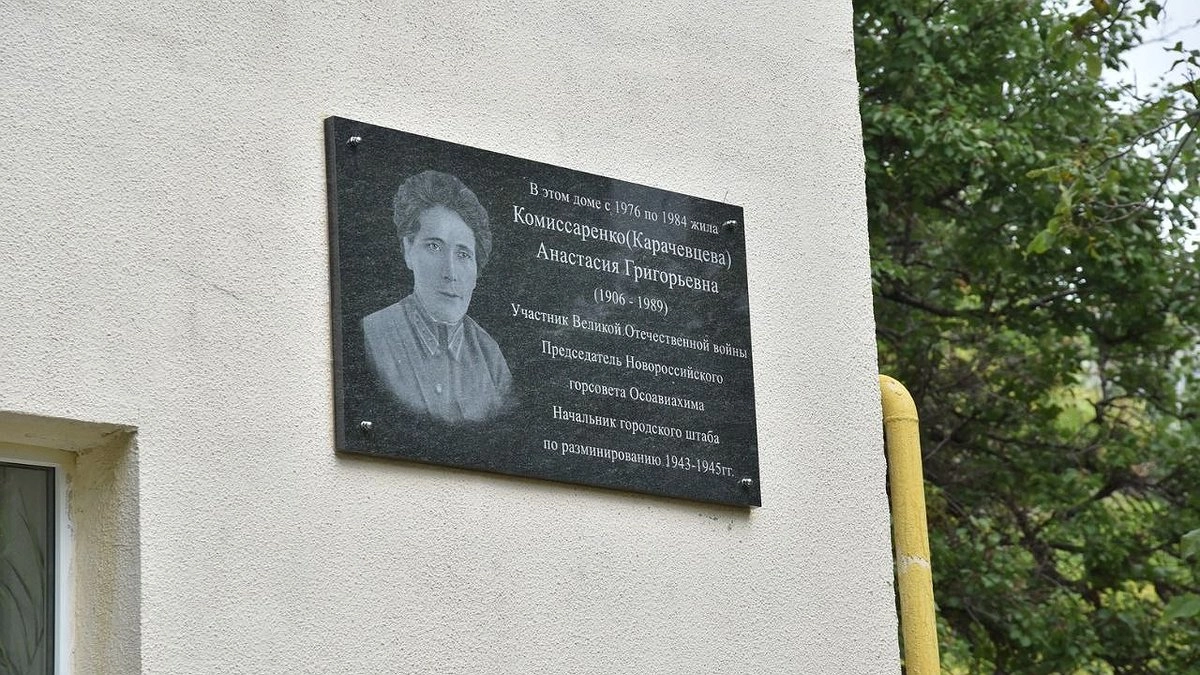 В этом доме с 1976 по 1984 жила
Комиссаренко(Карачевцева)
Анастасия Григорьевна
(1906 - 1989)
Участник Великой Отечественной войны
Председатель Новороссийского
горсовета Осоавиахима
Начальник городского штаба
по разминированию 1943-1945гг.